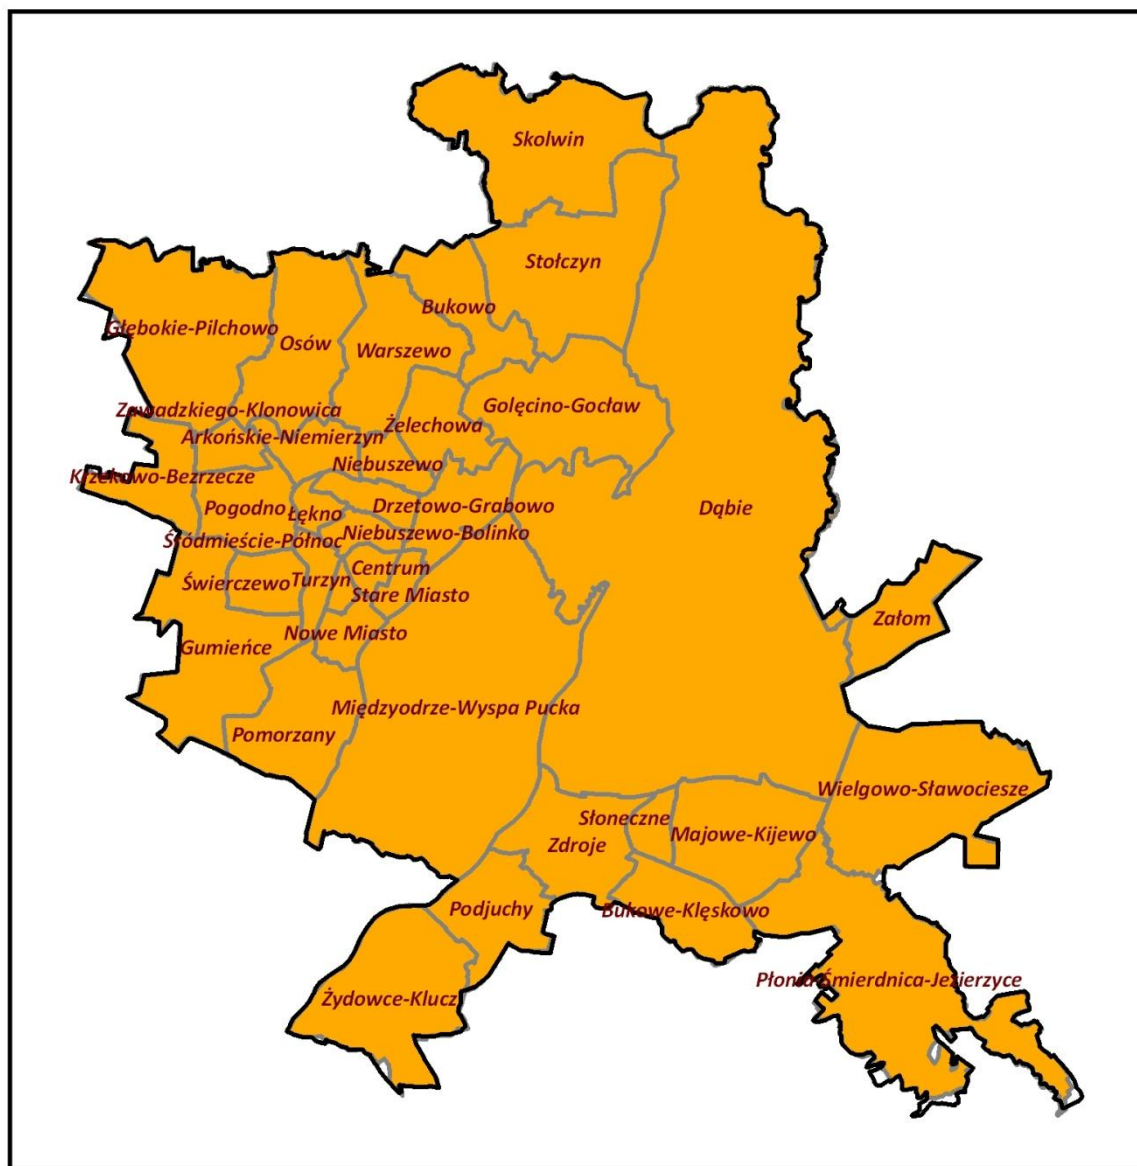 Skolwin
Stołczyn
Bukowo
Głębokie-Pilchowo
Osów
Warszewo
Zawadzkiego-Klonowica
Golęcino-Gocław
Żelechowa
Arkońskie-Niemierzyn
Niebuszewo
Krzekowo-Bezrzecze
Pogodno
Łękno
Drzetowo-Grabowo
Dąbie
Śłódmieście-Północ
Niebuszewo-Bolinko
Świerczewo
Turzyn
Centrum
Stare Miasto
Załom
Nowe Miasto
Gumieńce
Międzyodrze-Wyspa Pucka
Pomorzany
Wielgowo-Sławociesze
Słoneczne
Majowe-Kijewo
Zdroje
Podjuchy
Bukowe-Klęskowo
Płonia-Śmierdnica-Jezierzyce
Żydowce-Klucz